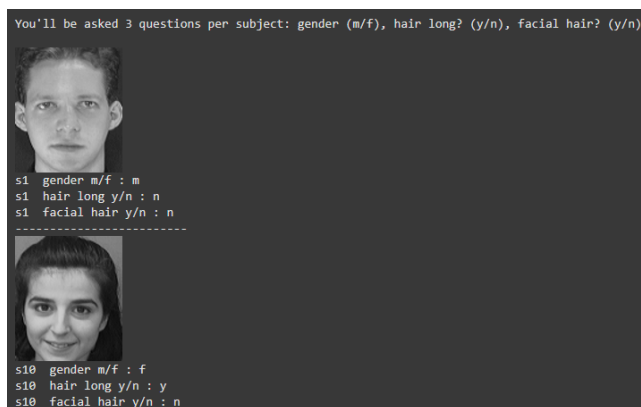 You'll be asked 3 questions per subject: gender (m/f), hair long? (y/n), facial hair? (y/n)
s1 gender m/f : m
s1 hair long y/n : n
s1 facial hair y/n : n
-------------------------
s10 gender m/f : f
s10 hair long y/n : y
s10 facial hair y/n : n